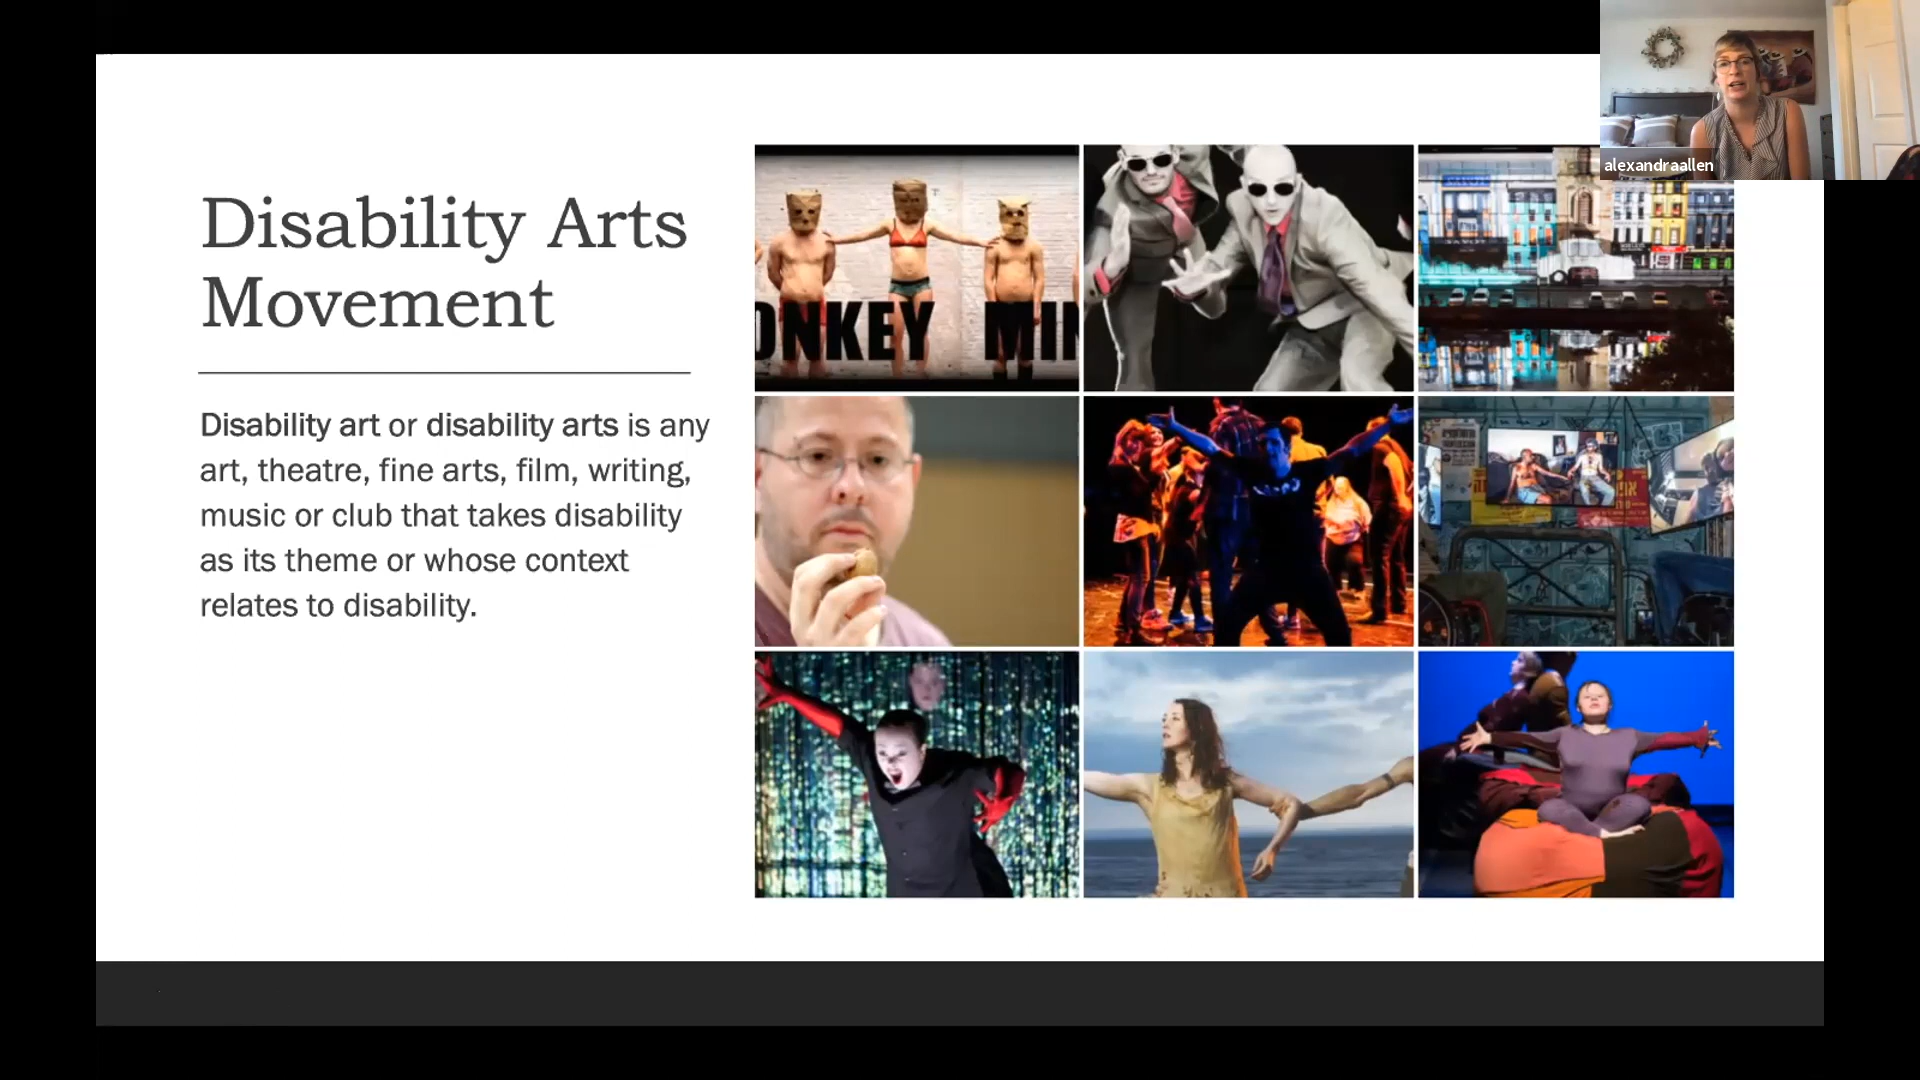 alexandraallen
Disability Arts
Movement
Disability art or disability arts is any
art, theatre, fine arts, film, writing,
music or club that takes disability
as its theme or whose context
relates to disability.
ONKEY MIN